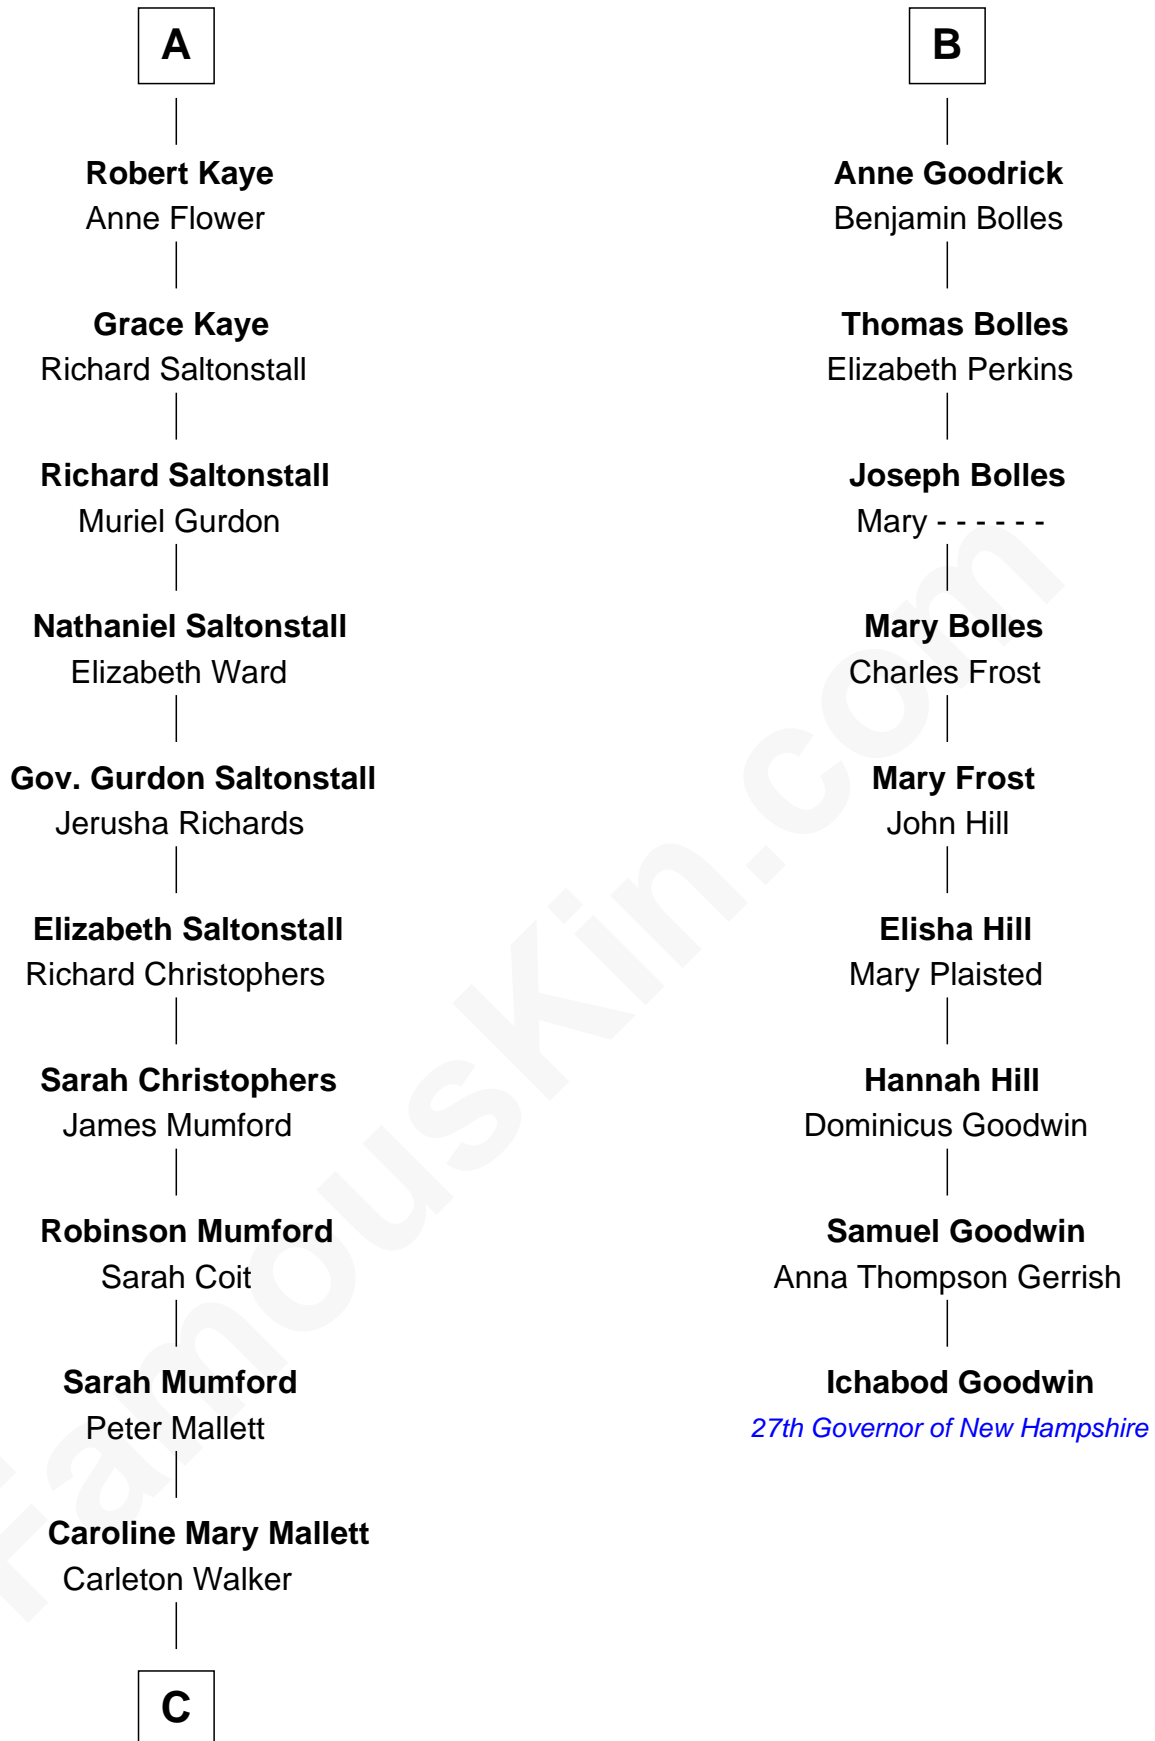 A
Robert Kaye
Anne Flower
Grace Kaye
Richard Saltonstall
Richard Saltonstall
Muriel Gurdon
Nathaniel Saltonstall
Elizabeth Ward
Gov. Gurdon Saltonstall
Jerusha Richards
Elizabeth Saltonstall
Richard Christophers
Sarah Christophers
James Mumford
Robinson Mumford
Sarah Coit
Sarah Mumford
Peter Mallett
Caroline Mary Mallett
Carleton Walker
C
B
Anne Goodrick
Benjamin Bolles
Thomas Bolles
Elizabeth Perkins
Joseph Bolles
Mary - - - - - -
Mary Bolles
Charles Frost
Mary Frost
John Hill
Elisha Hill
Mary Plaisted
Hannah Hill
Dominicus Goodwin
Samuel Goodwin
Anna Thompson Gerrish
Ichabod Goodwin
27th Governor of New Hampshire
FamousKin.com